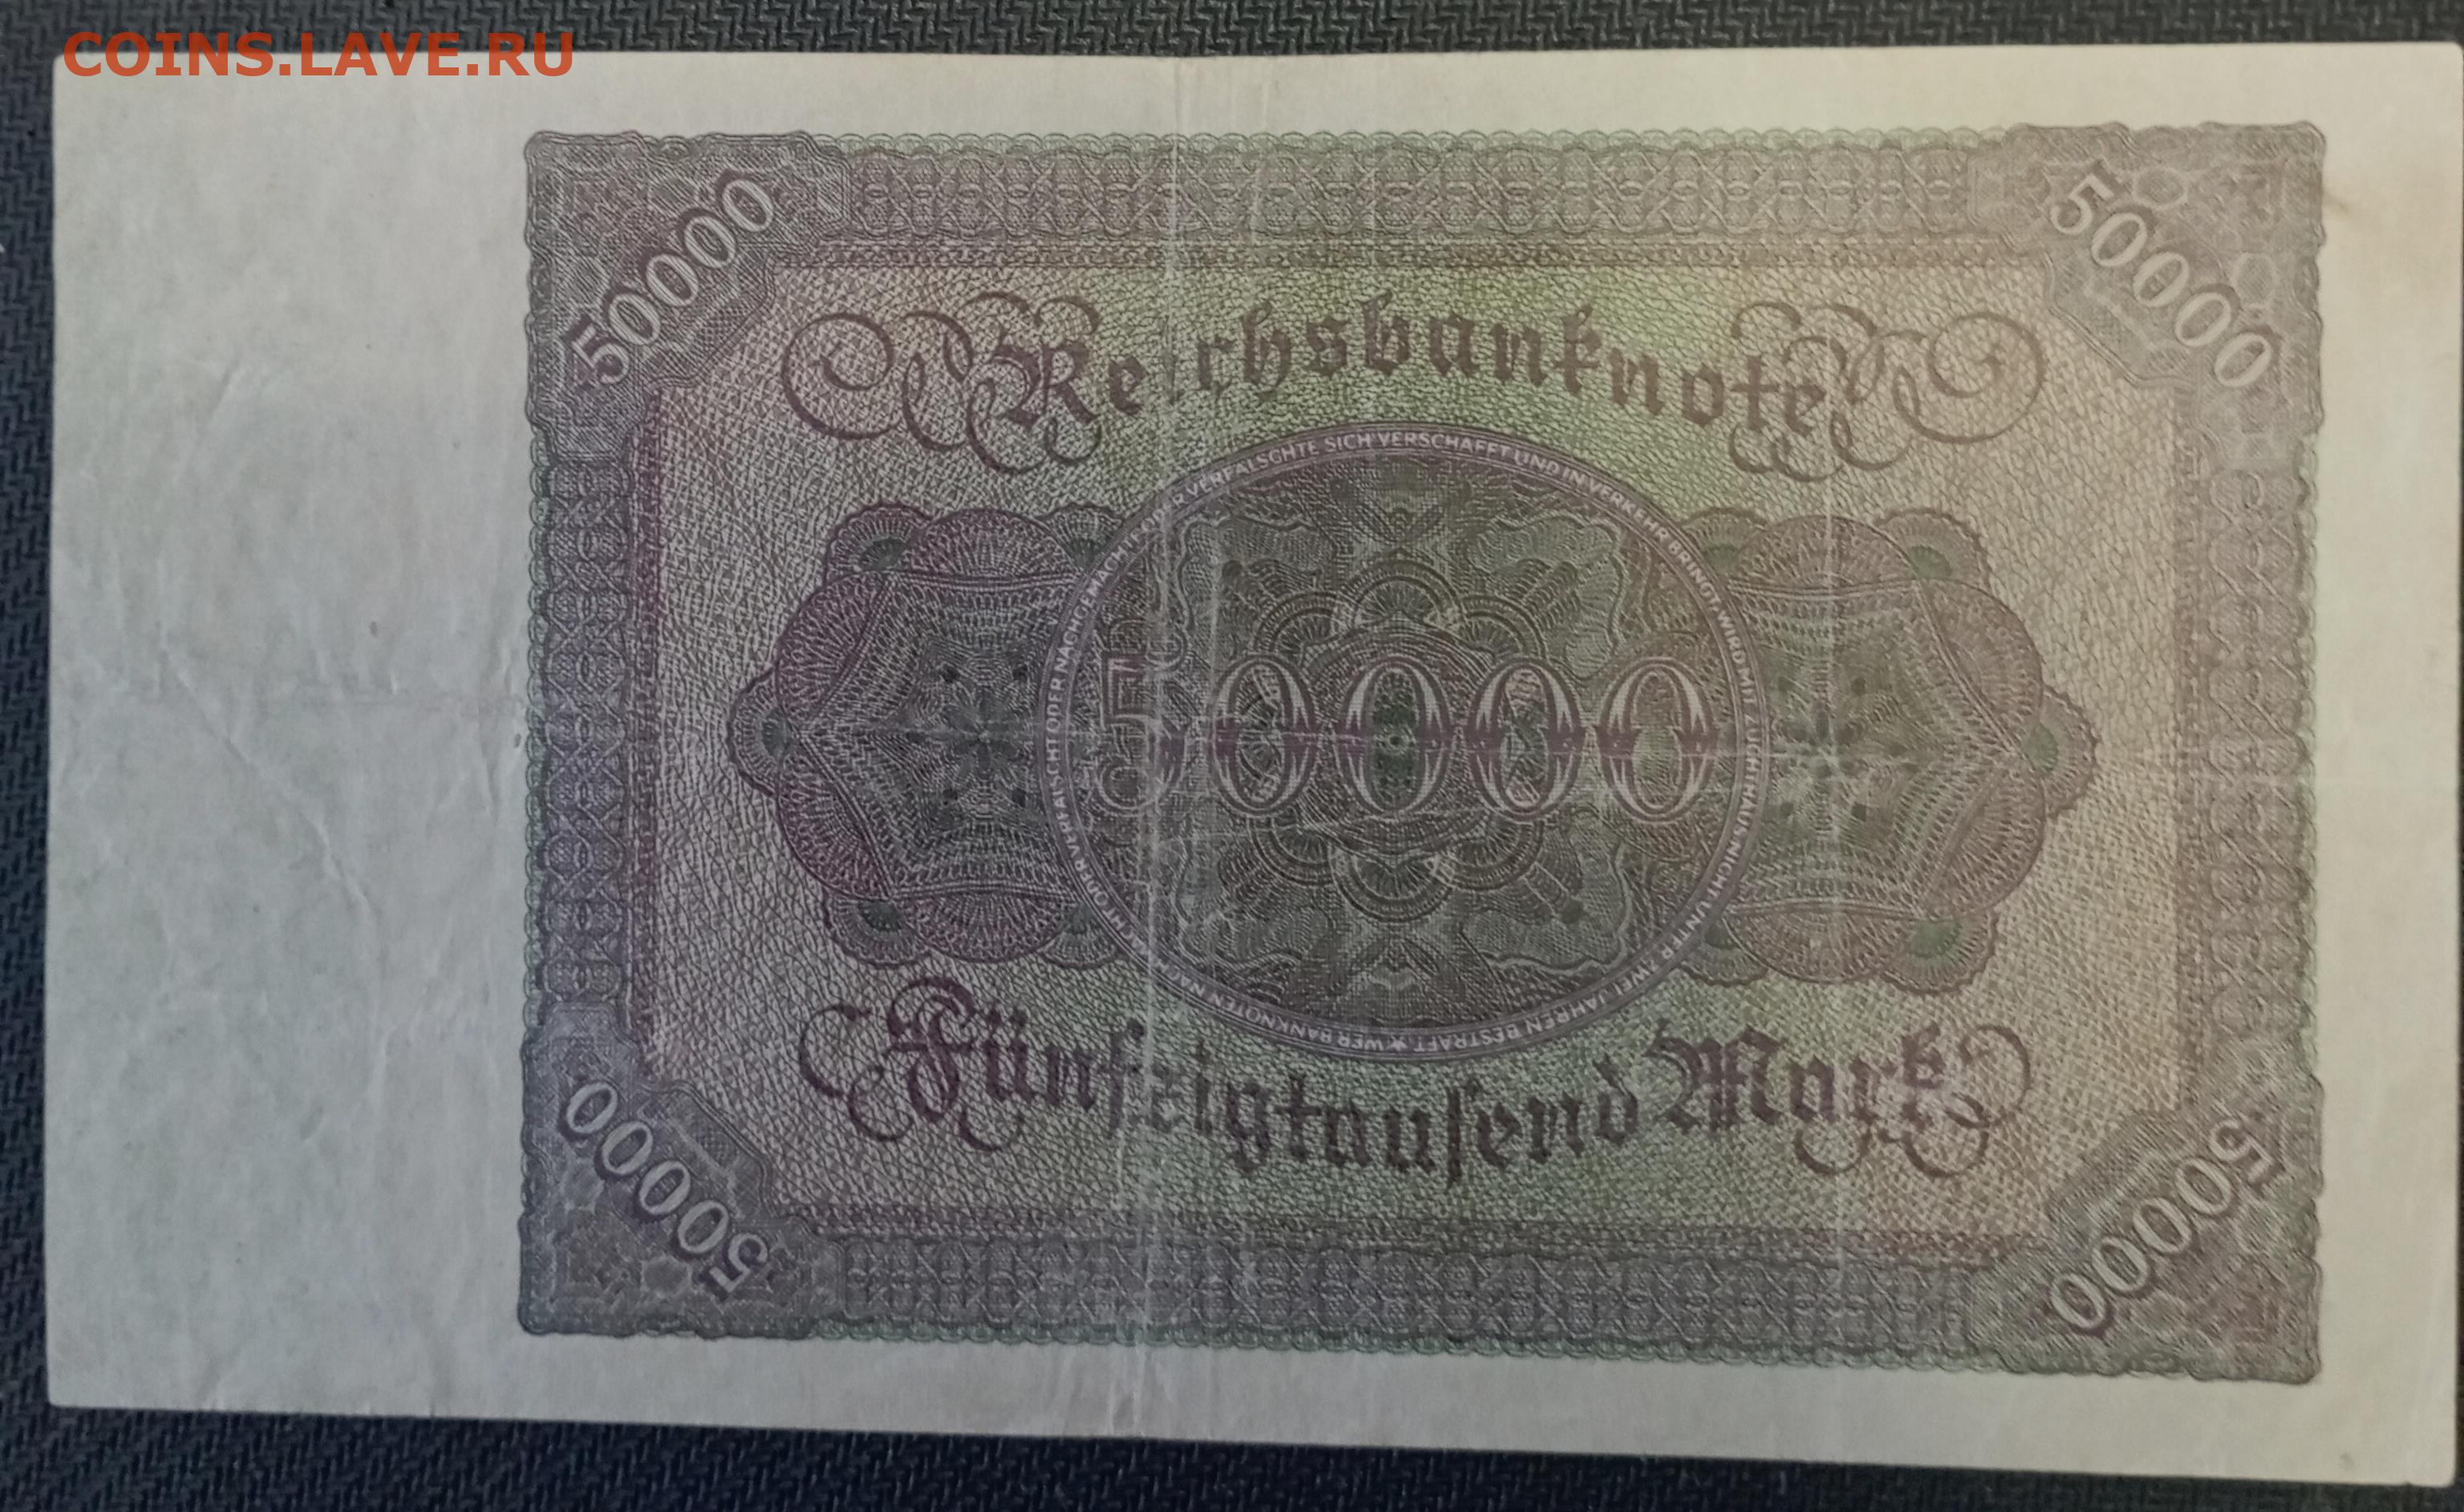 COINS.LAVE.RU
50000
50000
Reichsbanknote
WER BANKNOTEN NACHMACHT ODER VERFÄLSCHT ODER NACHGEMACHTE ODER VERFÄLSCHTE SICH VERSCHAFFT UND IN VERKEHR BRINGT, WIRD MIT ZUCHTHAUS NICHT UNTER ZWEI JAHREN BESTRAFT ★
50000
Fünfzigtausend Mark
50000
50000